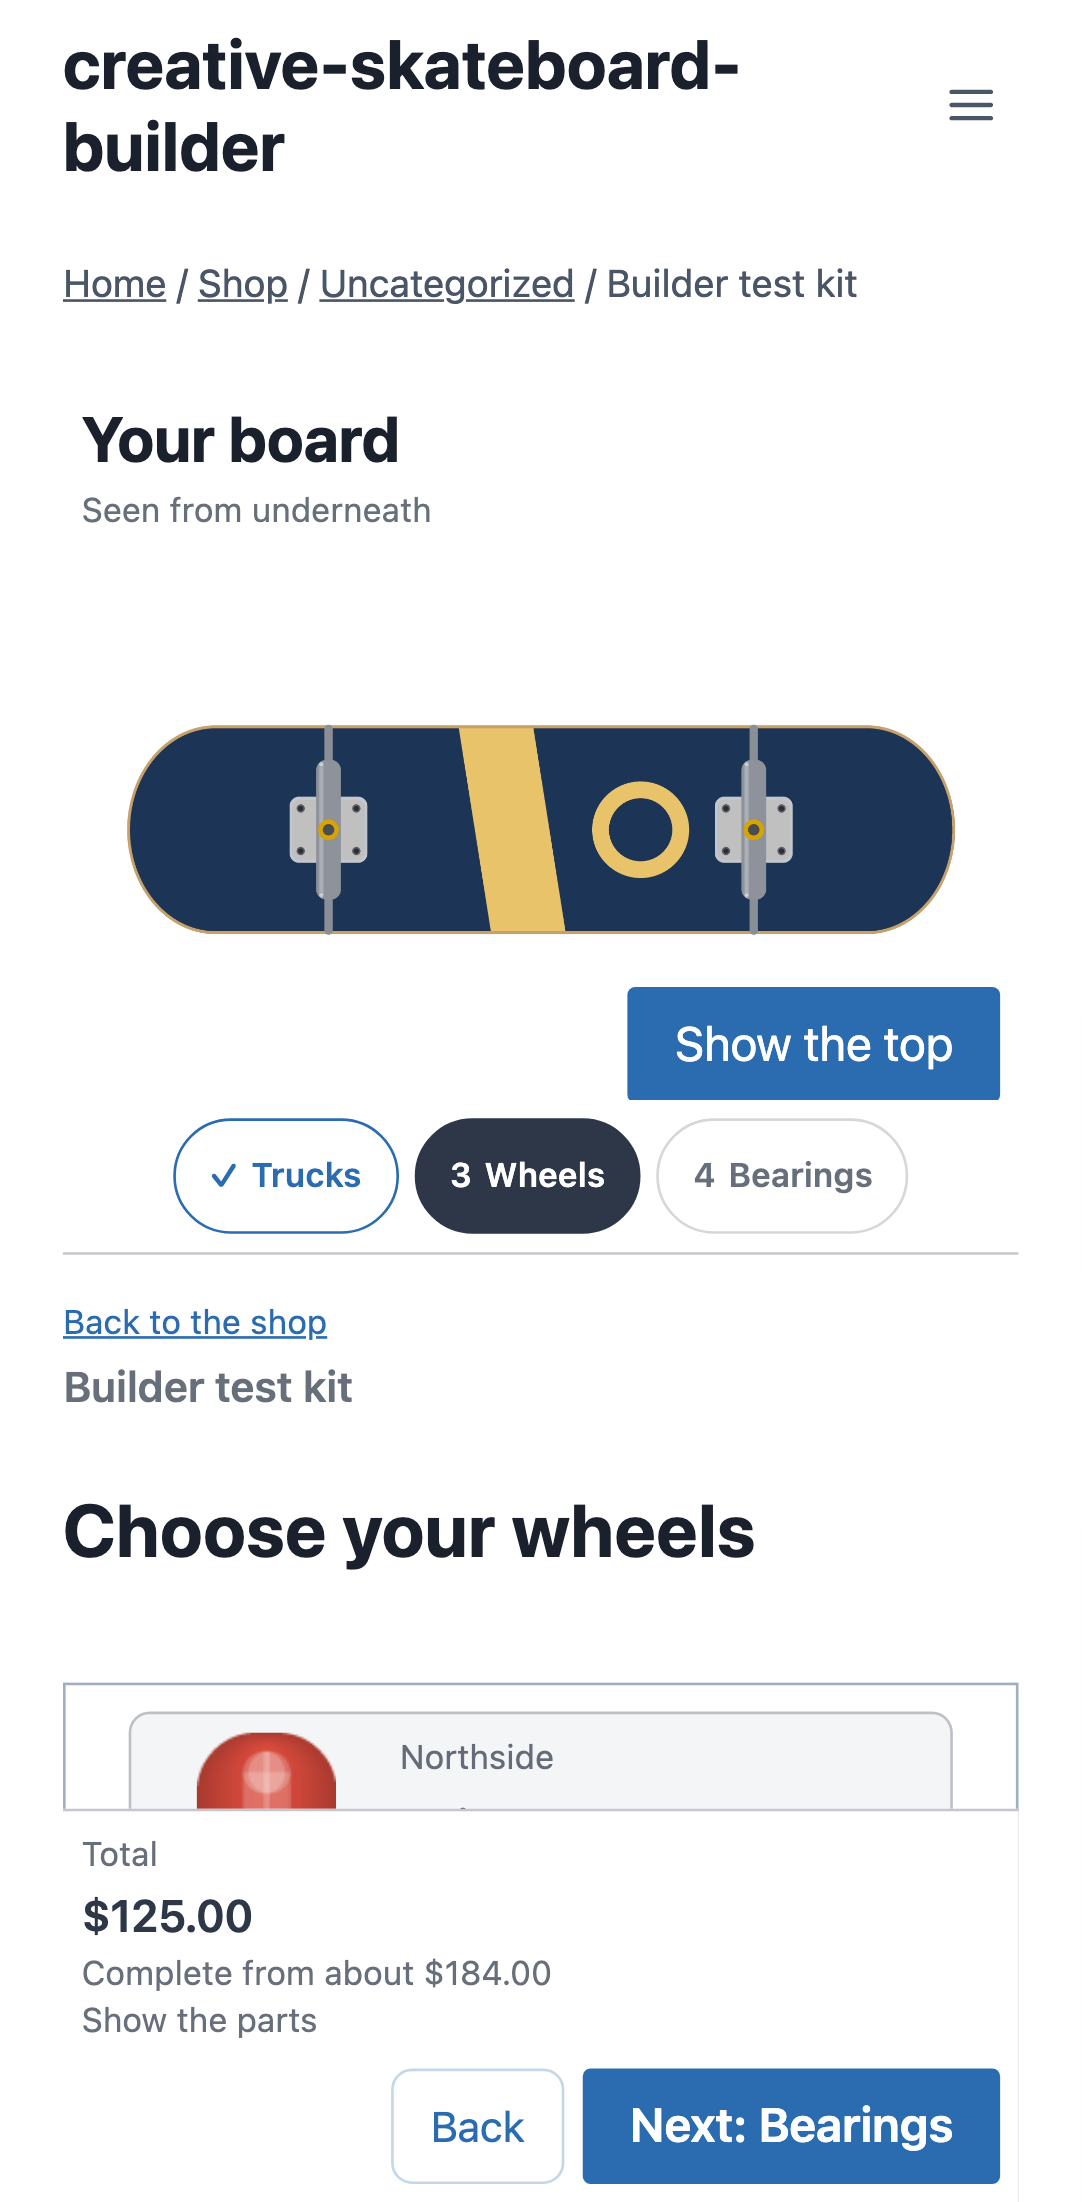 creative-skateboard-
builder
Home / Shop / Uncategorized / Builder test kit
Your board
Seen from underneath
Show the top
✓ Trucks
3 Wheels
4 Bearings
Back to the shop
Builder test kit
Choose your wheels
Northside
Total
$125.00
Complete from about $184.00
Show the parts
Back
Next: Bearings